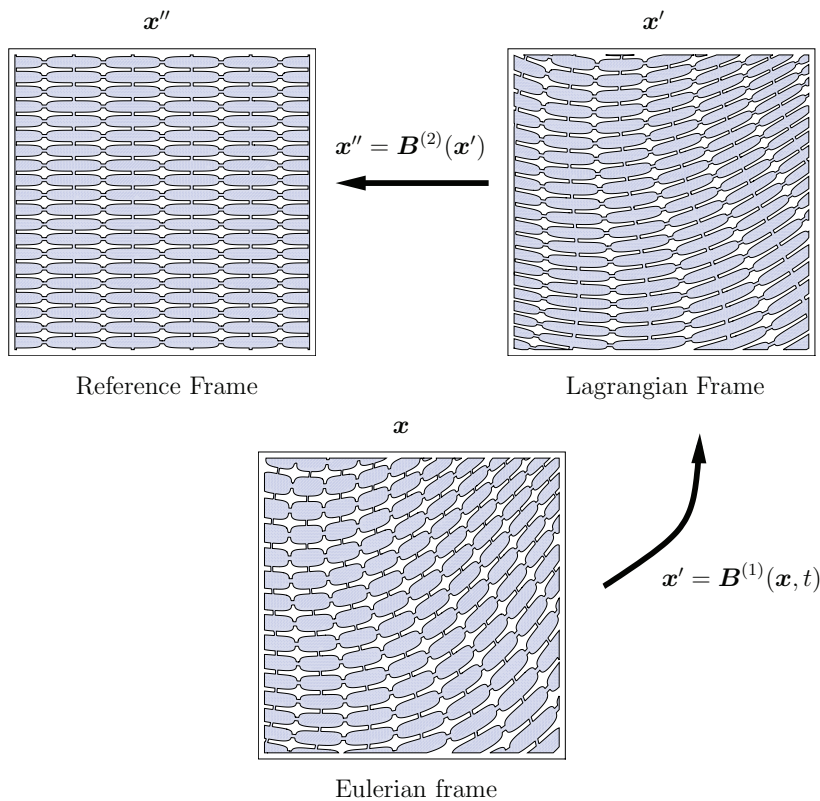 x′′
x′
x′′ = B(2)(x′)
Reference Frame
Lagrangian Frame
x
x′ = B(1)(x, t)
Eulerian frame